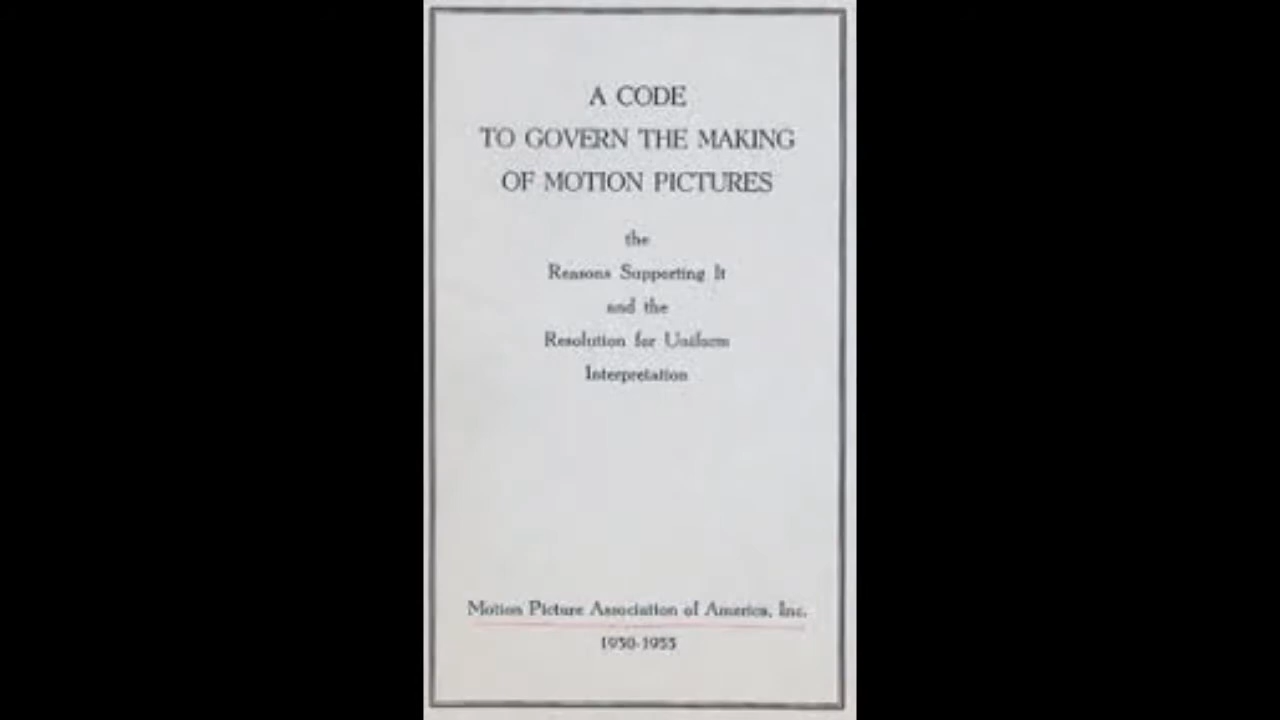 A CODE
TO GOVERN THE MAKING
OF MOTION PICTURES
the
Reasons Supporting It
and the
Resolution for Uniform
Interpretation
Motion Picture Association of America, Inc.
1930-1955